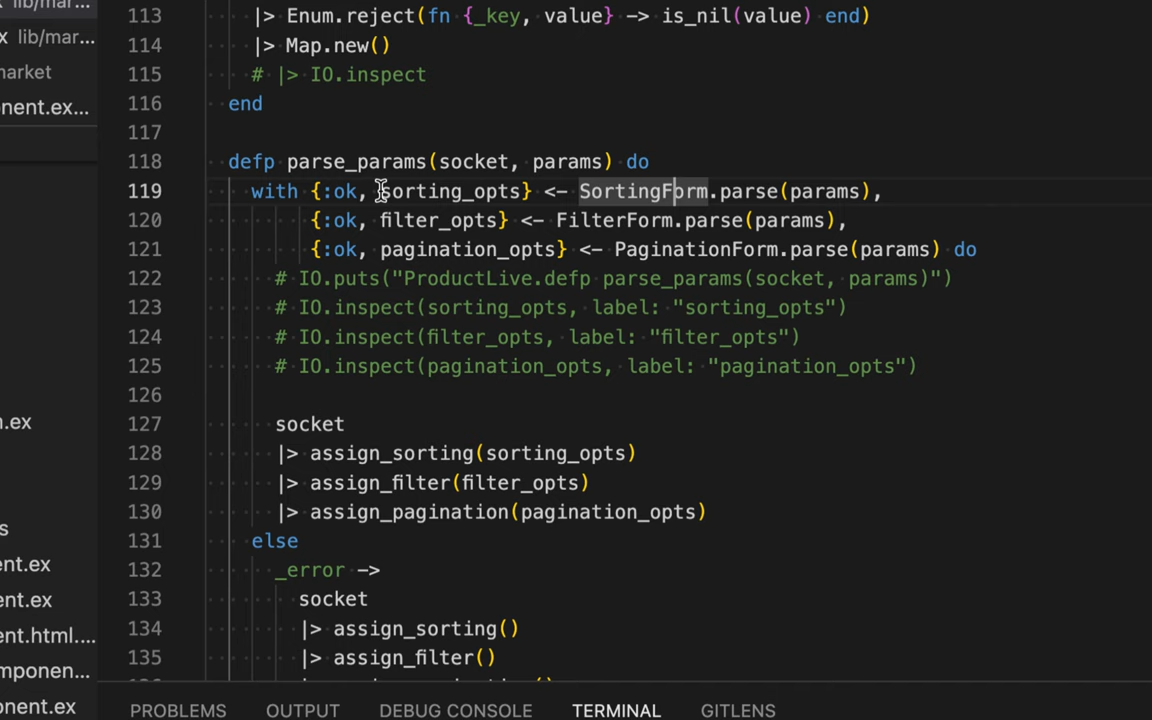 113 |> Enum.reject(fn {_key, value} -> is_nil(value) end)
x lib/mar...
114 |> Map.new()
market
115 # |> IO.inspect
onent.ex...
116 end
117
118 defp parse_params(socket, params) do
119 with {:ok, sorting_opts} <- SortingForm.parse(params),
120 {:ok, filter_opts} <- FilterForm.parse(params),
121 {:ok, pagination_opts} <- PaginationForm.parse(params) do
122 # IO.puts("ProductLive.defp parse_params(socket, params)")
123 # IO.inspect(sorting_opts, label: "sorting_opts")
124 # IO.inspect(filter_opts, label: "filter_opts")
125 # IO.inspect(pagination_opts, label: "pagination_opts")
126
n.ex
127 socket
128 |> assign_sorting(sorting_opts)
129 |> assign_filter(filter_opts)
130 |> assign_pagination(pagination_opts)
s
131 else
ent.ex
132 _error ->
ent.ex
133 socket
ent.html....
134 |> assign_sorting()
135 |> assign_filter()
mponen...
onent.ex
PROBLEMS OUTPUT DEBUG CONSOLE TERMINAL GITLENS